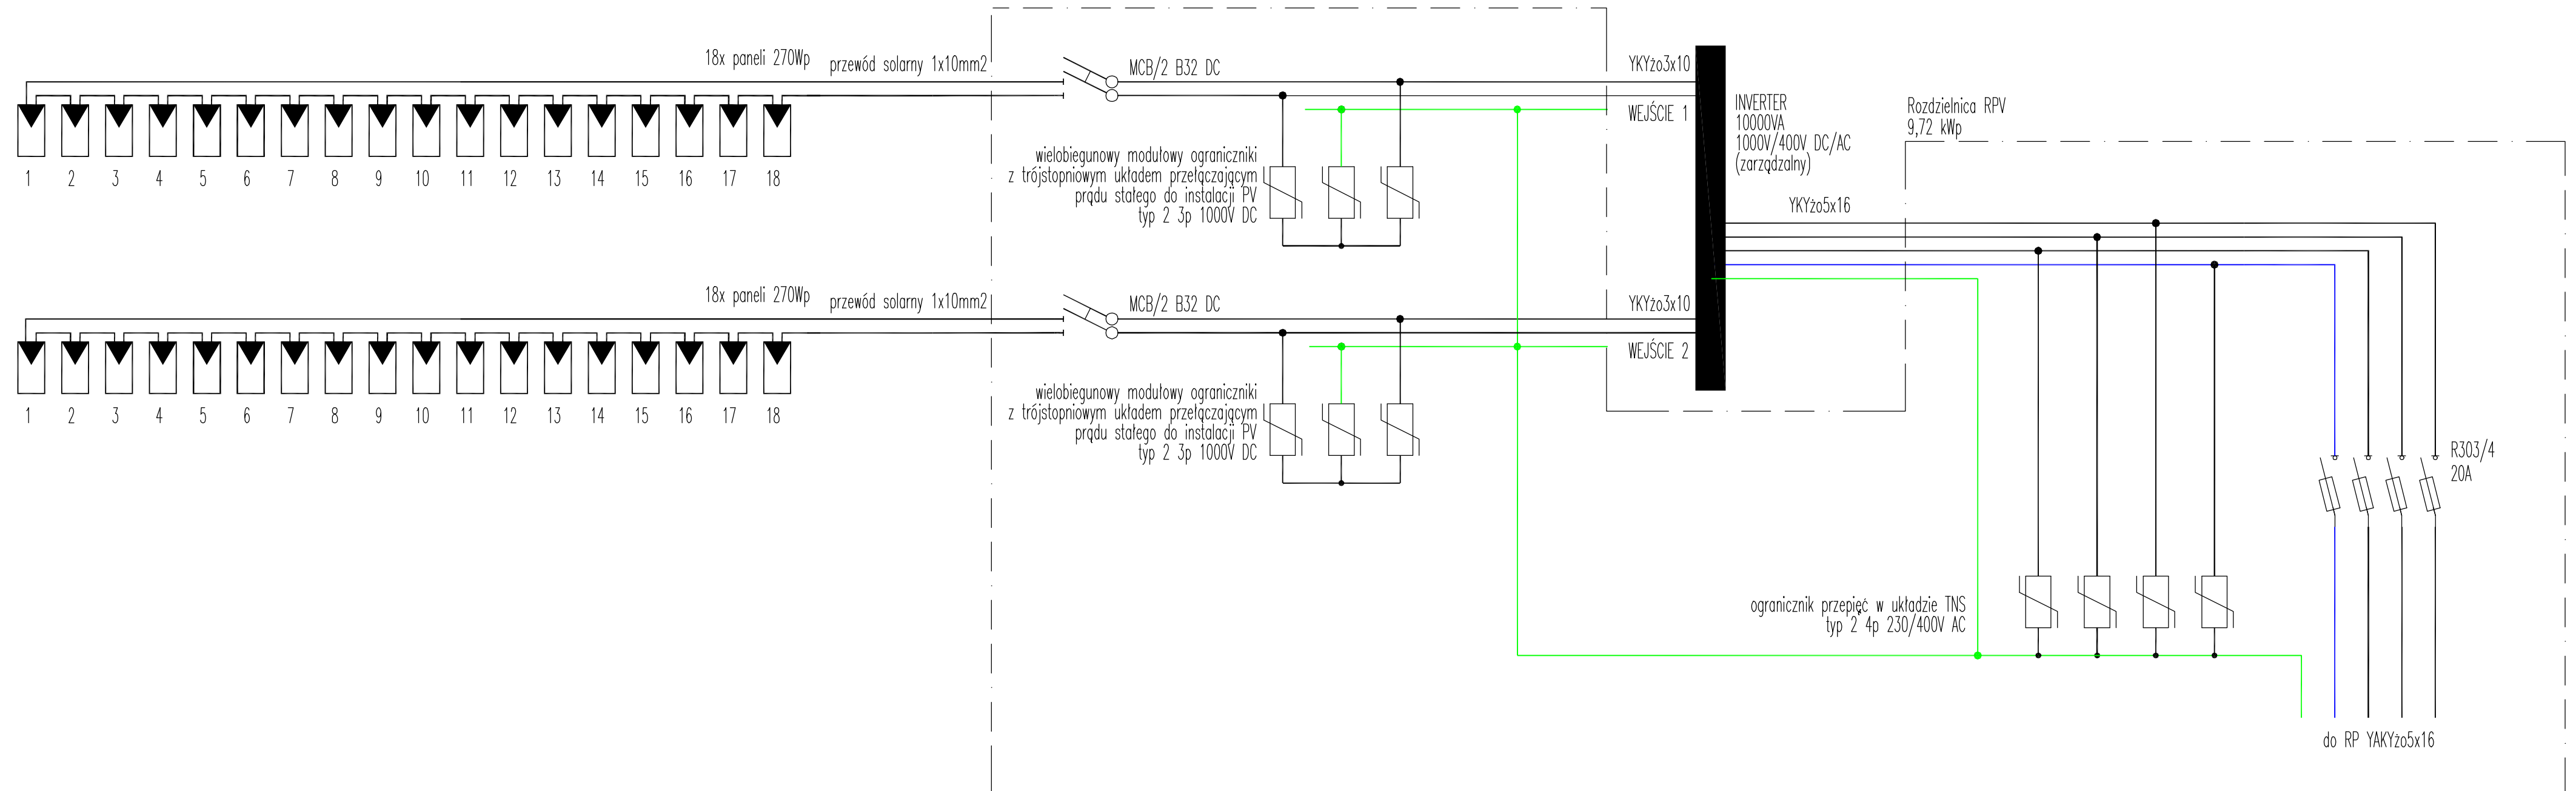 18x paneli 270Wp
przewód solarny 1x10mm2
MCB/2 B32 DC
YKYżo3x10
WEJŚCIE 1
INVERTER
10000VA
1000V/400V DC/AC
(zarządzalny)
Rozdzielnica RPV
9,72 kWp
1 2 3 4 5 6 7 8 9 10 11 12 13 14 15 16 17 18
wielobiegunowy modułowy ograniczniki
z trójstopniowym układem przełączającym
prądu stałego do instalacji PV
typ 2 3p 1000V DC
YKYżo5x16
18x paneli 270Wp
przewód solarny 1x10mm2
MCB/2 B32 DC
YKYżo3x10
WEJŚCIE 2
1 2 3 4 5 6 7 8 9 10 11 12 13 14 15 16 17 18
wielobiegunowy modułowy ograniczniki
z trójstopniowym układem przełączającym
prądu stałego do instalacji PV
typ 2 3p 1000V DC
R303/4
20A
ogranicznik przepięć w układzie TNS
typ 2 4p 230/400V AC
do RP YAKYżo5x16